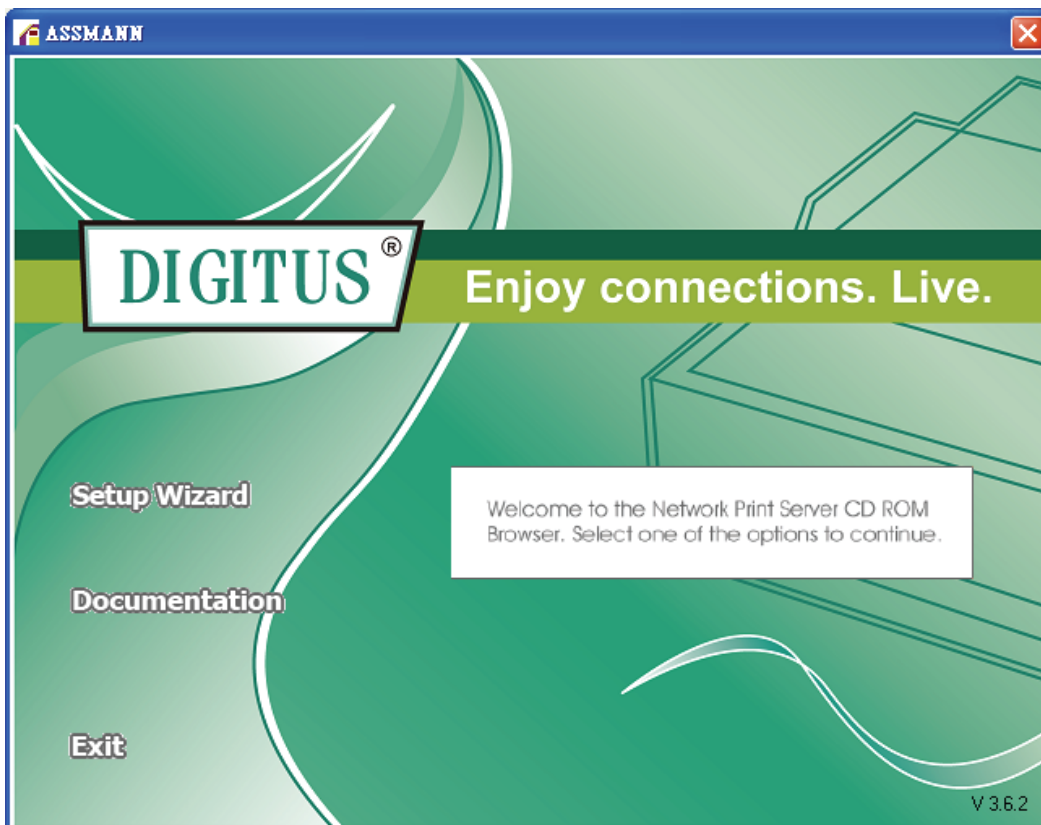 ASSMANN
DIGITUS®
Enjoy connections. Live.
Setup Wizard
Welcome to the Network Print Server CD ROM
Browser. Select one of the options to continue.
Documentation
Exit
V 3.6.2